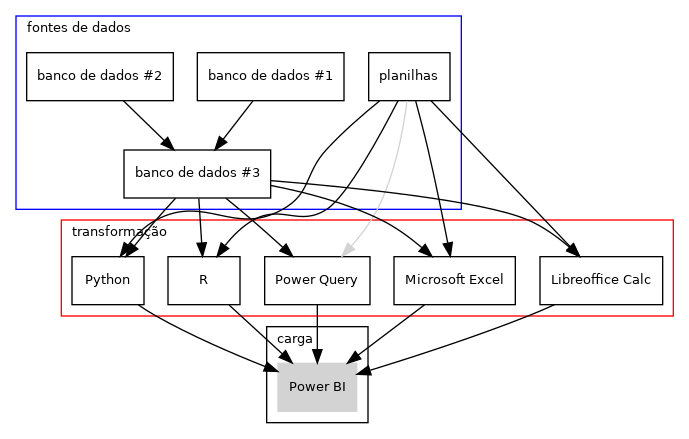 fontes de dados
banco de dados #2
banco de dados #1
planilhas
banco de dados #3
transformação
Python
R
Power Query
Microsoft Excel
Libreoffice Calc
carga
Power BI